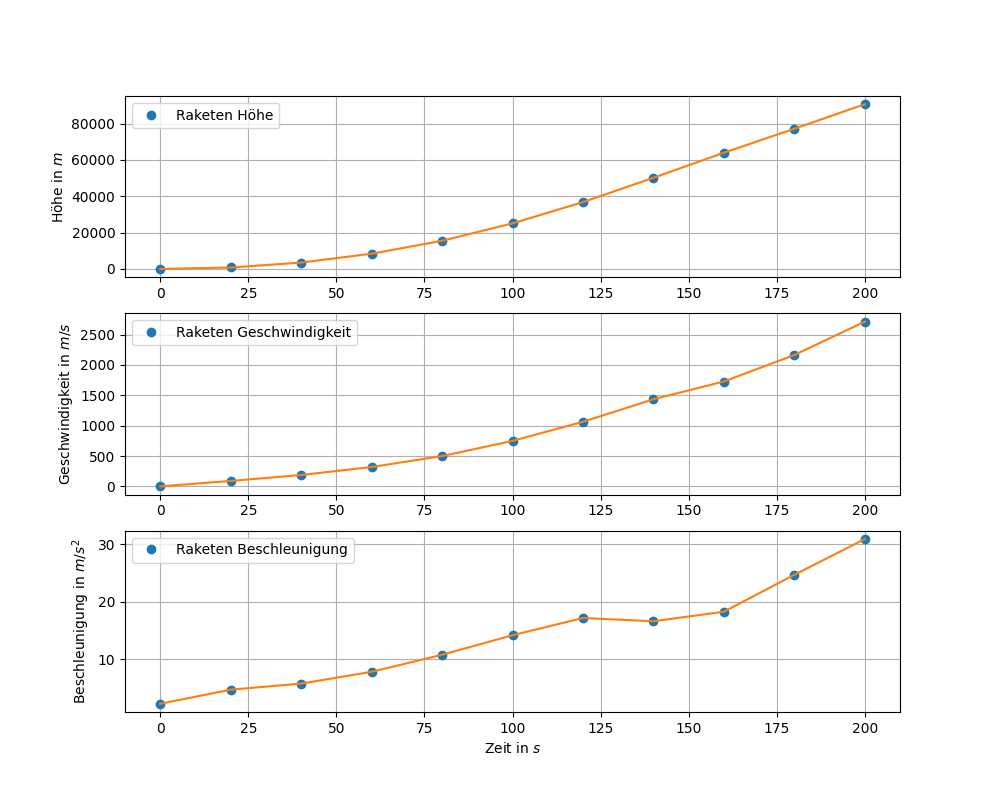 Raketen Höhe
Höhe in m
80000
60000
40000
20000
0
0 25 50 75 100 125 150 175 200
Raketen Geschwindigkeit
Geschwindigkeit in m/s
2500
2000
1500
1000
500
0
0 25 50 75 100 125 150 175 200
Raketen Beschleunigung
Beschleunigung in m/s²
30
20
10
0 25 50 75 100 125 150 175 200
Zeit in s